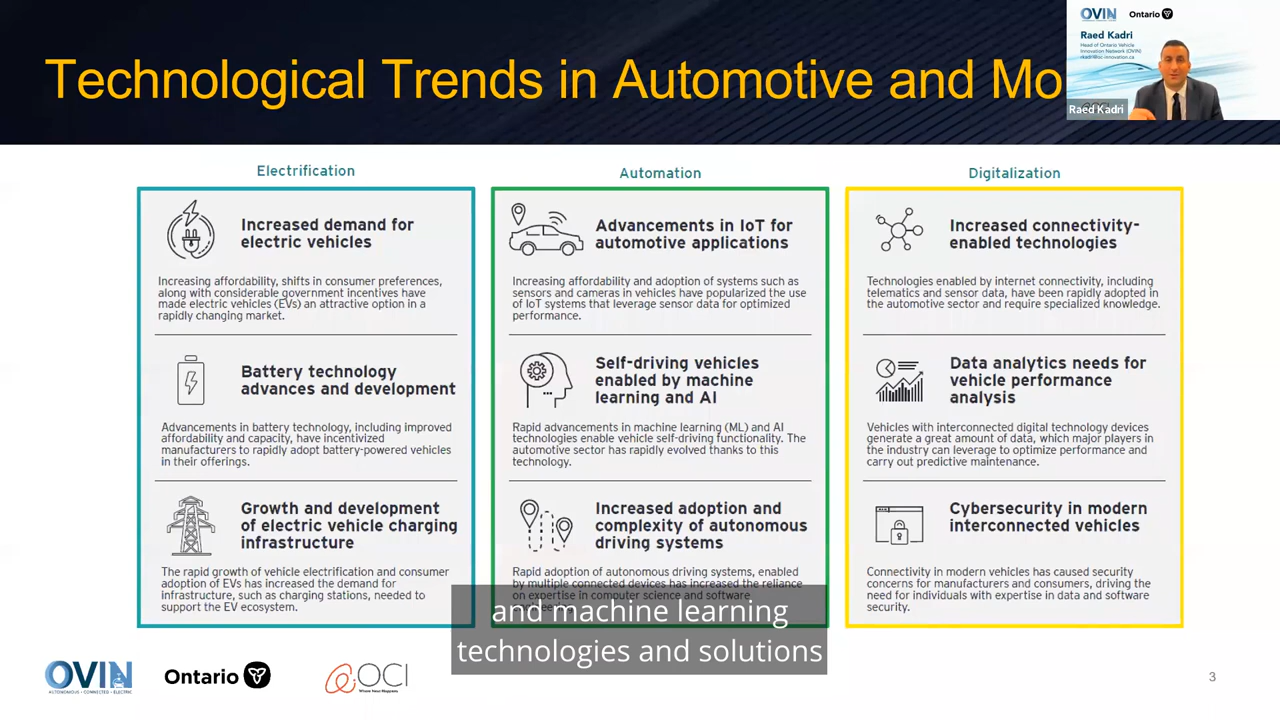 Technological Trends in Automotive and Mo
OVIN Ontario
Raed Kadri
Head of Ontario Vehicle
Innovation Network (OVIN)
rkadri@oc-innovation.ca
Raed Kadri
Electrification
Increased demand for
electric vehicles
Increasing affordability, shifts in consumer preferences,
along with considerable government incentives have
made electric vehicles (EVs) an attractive option in a
rapidly changing market.
Battery technology
advances and development
Advancements in battery technology, including improved
affordability and capacity, have incentivized
manufacturers to rapidly adopt battery-powered vehicles
in their offerings.
Growth and development
of electric vehicle charging
infrastructure
The rapid growth of vehicle electrification and consumer
adoption of EVs has increased the demand for
infrastructure, such as charging stations, needed to
support the EV ecosystem.
Automation
Advancements in IoT for
automotive applications
Increasing affordability and adoption of systems such as
sensors and cameras in vehicles have popularized the use
of IoT systems that leverage sensor data for optimized
performance.
Self-driving vehicles
enabled by machine
learning and AI
Rapid advancements in machine learning (ML) and AI
technologies enable vehicle self-driving functionality. The
automotive sector has rapidly evolved thanks to this
technology.
Increased adoption and
complexity of autonomous
driving systems
Rapid adoption of autonomous driving systems, enabled
by multiple connected devices has increased the reliance
on expertise in computer science and software
Digitalization
Increased connectivity-
enabled technologies
Technologies enabled by internet connectivity, including
telematics and sensor data, have been rapidly adopted in
the automotive sector and require specialized knowledge.
Data analytics needs for
vehicle performance
analysis
Vehicles with interconnected digital technology devices
generate a great amount of data, which major players in
the industry can leverage to optimize performance and
carry out predictive maintenance.
Cybersecurity in modern
interconnected vehicles
Connectivity in modern vehicles has caused security
concerns for manufacturers and consumers, driving the
need for individuals with expertise in data and software
security.
and machine learning
technologies and solutions
OVIN
AUTONOMOUS · CONNECTED · ELECTRIC
Ontario
OCI
Where Next Happens
3